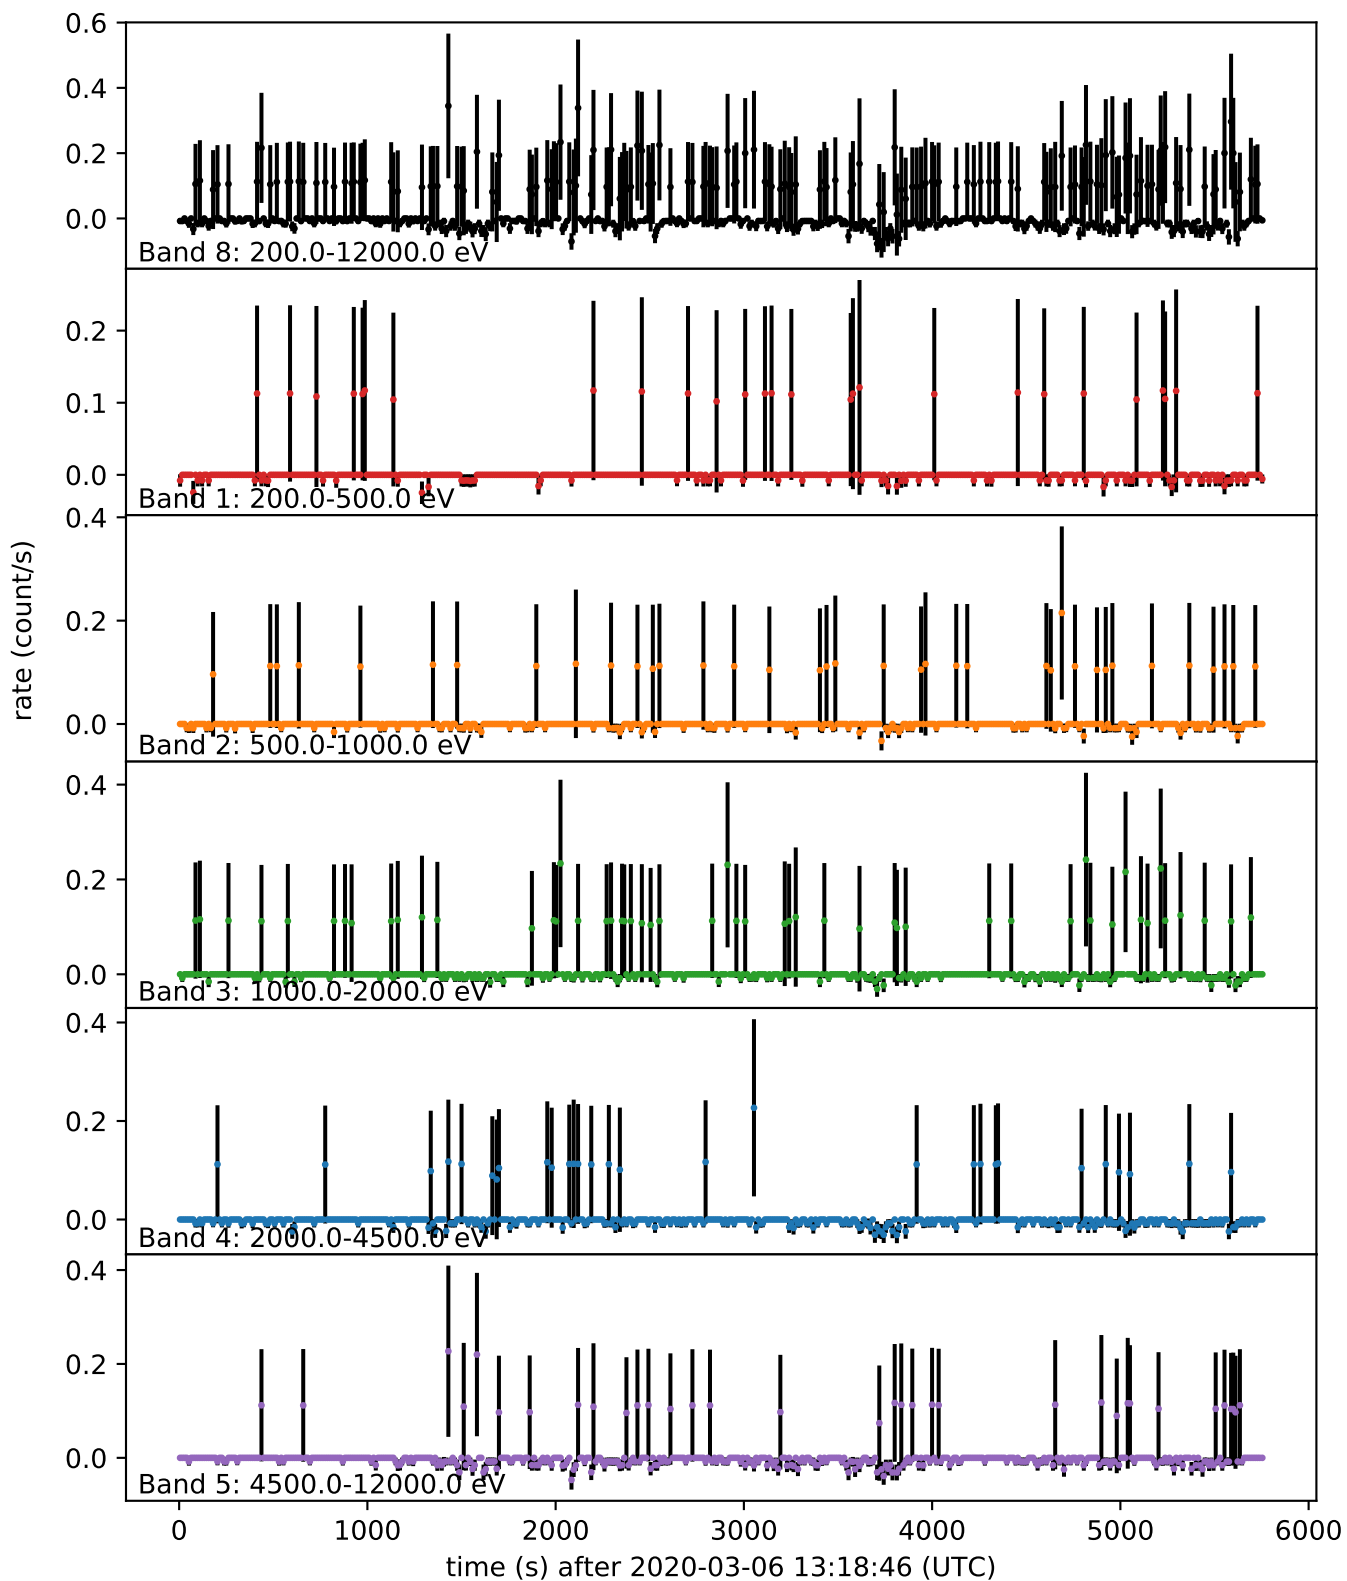 0.6
0.4
0.2
0.0
Band 8: 200.0-12000.0 eV
0.2
0.1
0.0
Band 1: 200.0-500.0 eV
0.4
0.2
0.0
Band 2: 500.0-1000.0 eV
rate (count/s)
0.4
0.2
0.0
Band 3: 1000.0-2000.0 eV
0.4
0.2
0.0
Band 4: 2000.0-4500.0 eV
0.4
0.2
0.0
Band 5: 4500.0-12000.0 eV
0 1000 2000 3000 4000 5000 6000
time (s) after 2020-03-06 13:18:46 (UTC)